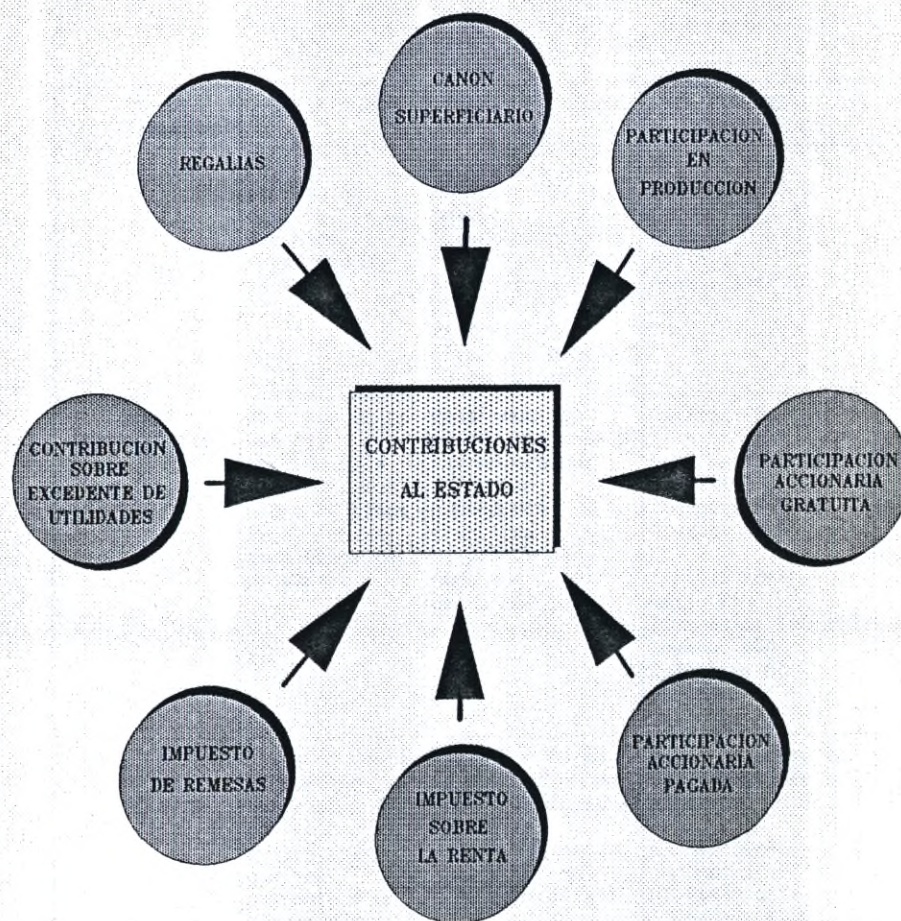 CANON
SUPERFICIARIO
REGALIAS
PARTICIPACION
EN
PRODUCCION
CONTRIBUCION
SOBRE
EXCEDENTE DE
UTILIDADES
CONTRIBUCIONES
AL ESTADO
PARTICIPACION
ACCIONARIA
GRATUITA
IMPUESTO
DE REMESAS
IMPUESTO
SOBRE
LA RENTA
PARTICIPACION
ACCIONARIA
PAGADA